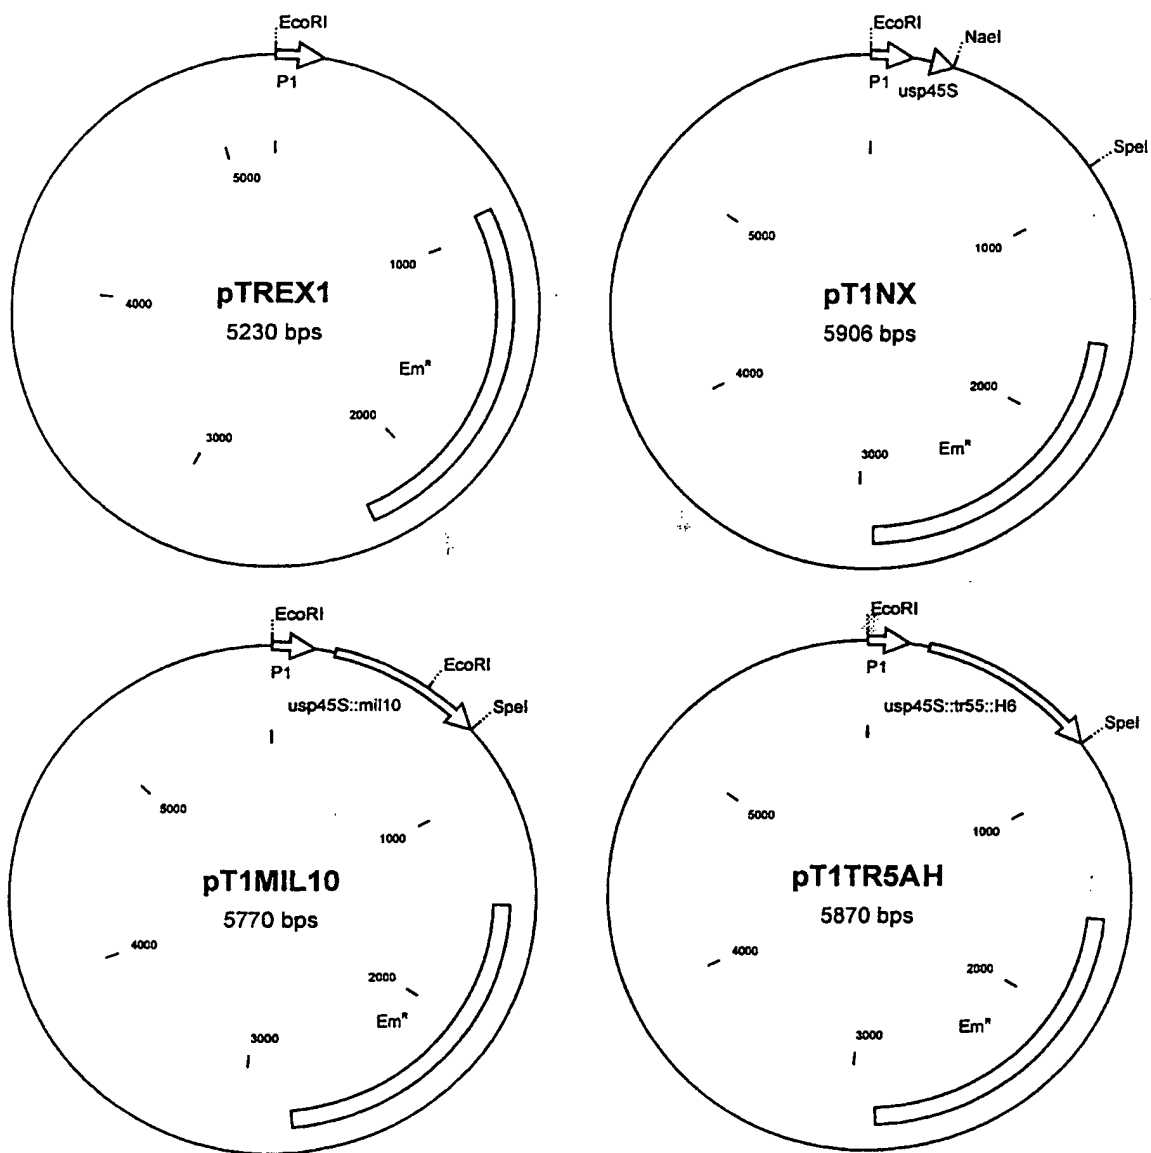 EcoRI
P1
5000
1000
4000
pTREX1
5230 bps
Em^R
2000
3000
EcoRI
NaeI
P1
usp45S
SpeI
5000
1000
pT1NX
5906 bps
4000
2000
Em^R
3000
EcoRI
P1
EcoRI
usp45S::mil10
SpeI
5000
1000
pT1MIL10
5770 bps
4000
2000
Em^R
3000
EcoRI
P1
usp45S::tr55::H6
SpeI
5000
1000
pT1TR5AH
5870 bps
4000
2000
Em^R
3000